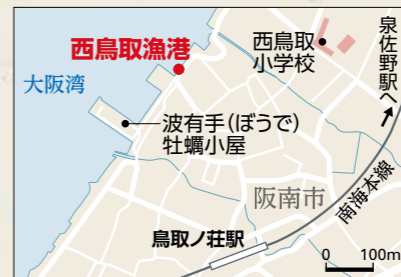 西鳥取漁港
大阪湾
西鳥取
小学校
泉佐野駅へ
波有手(ぼうで)
牡蠣小屋
阪南市
南海本線
鳥取ノ荘駅
0 100m